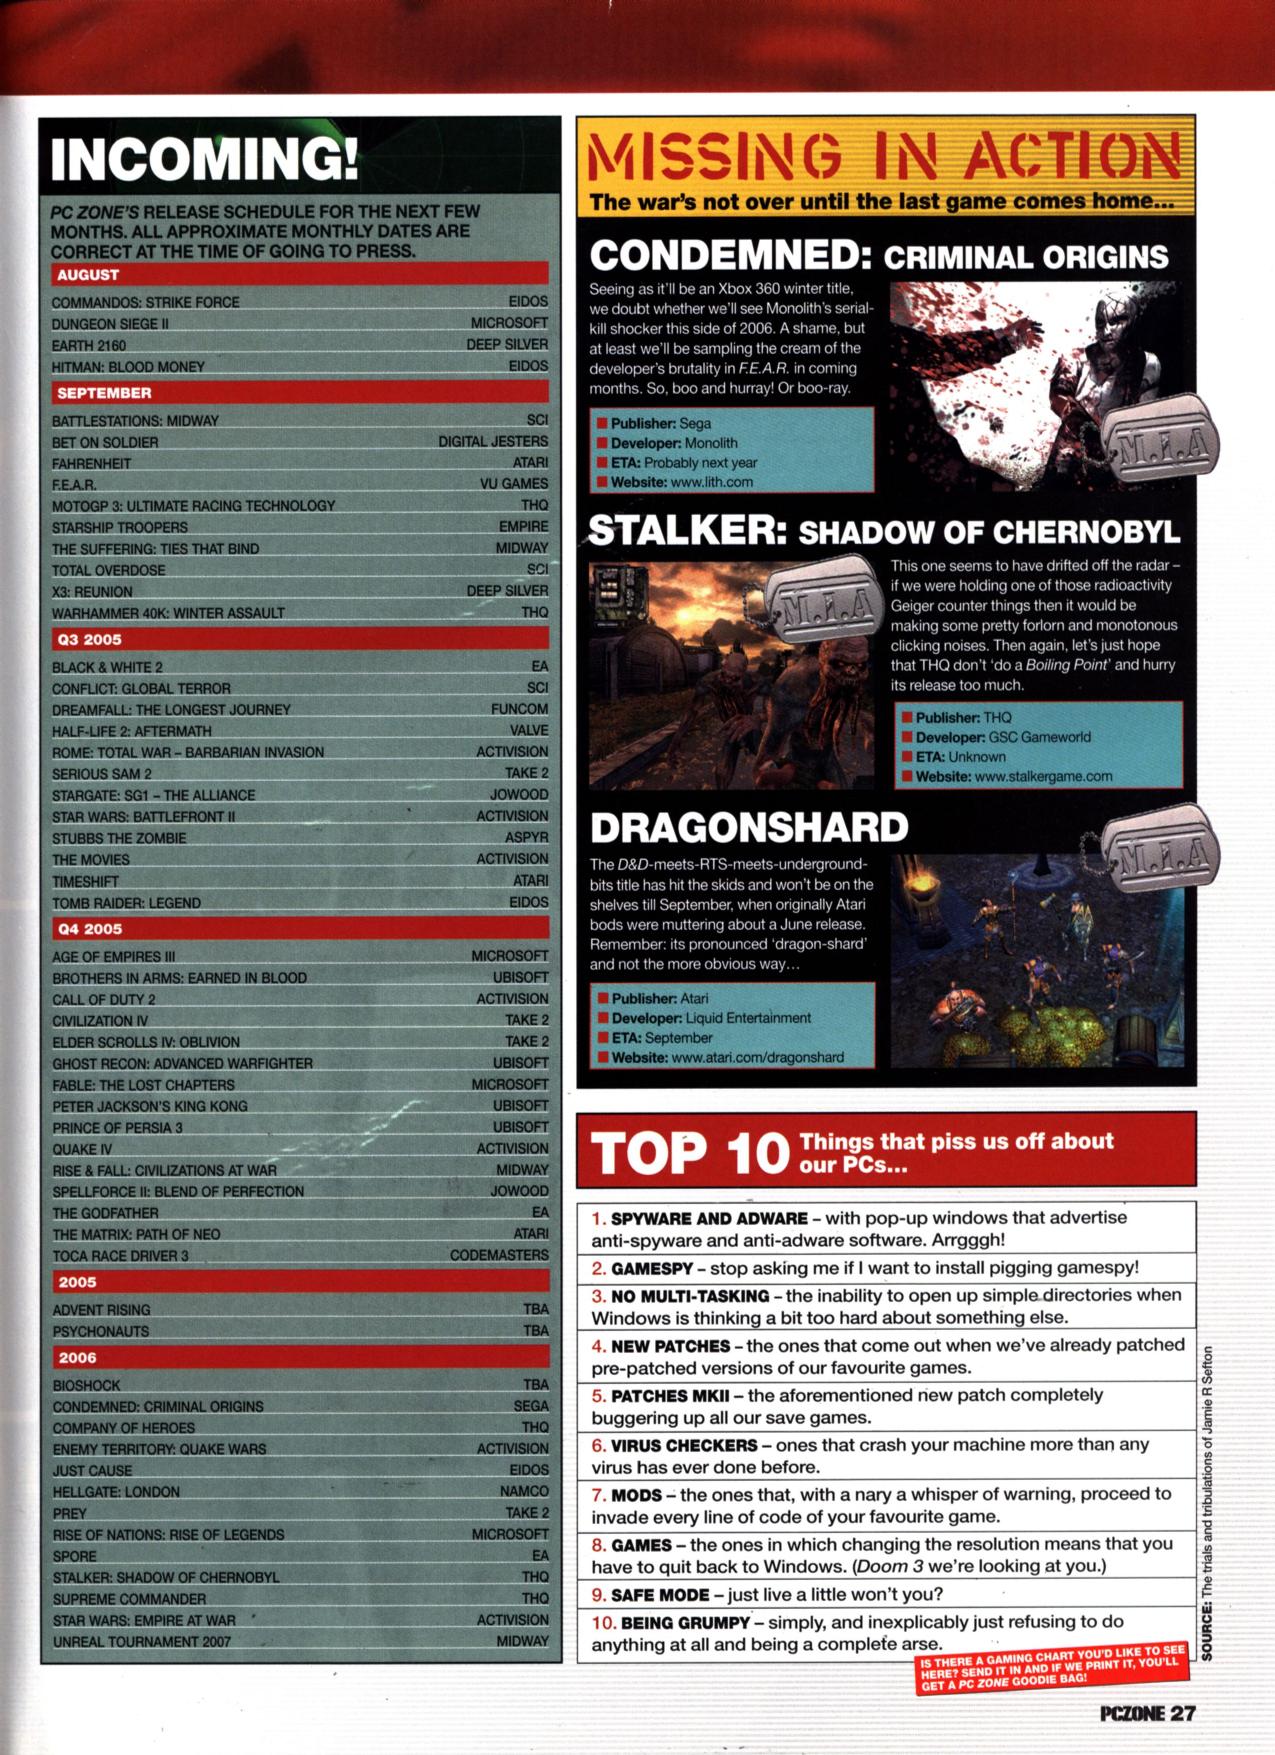 INCOMING!
PC ZONE'S RELEASE SCHEDULE FOR THE NEXT FEW
MONTHS. ALL APPROXIMATE MONTHLY DATES ARE
CORRECT AT THE TIME OF GOING TO PRESS.
AUGUST
COMMANDOS: STRIKE FORCE EIDOS
DUNGEON SIEGE II MICROSOFT
EARTH 2160 DEEP SILVER
HITMAN: BLOOD MONEY EIDOS
SEPTEMBER
BATTLESTATIONS: MIDWAY SCI
BET ON SOLDIER DIGITAL JESTERS
FAHRENHEIT ATARI
F.E.A.R. VU GAMES
MOTOGP 3: ULTIMATE RACING TECHNOLOGY THQ
STARSHIP TROOPERS EMPIRE
THE SUFFERING: TIES THAT BIND MIDWAY
TOTAL OVERDOSE SCI
X3: REUNION DEEP SILVER
WARHAMMER 40K: WINTER ASSAULT THQ
Q3 2005
BLACK & WHITE 2 EA
CONFLICT: GLOBAL TERROR SCI
DREAMFALL: THE LONGEST JOURNEY FUNCOM
HALF-LIFE 2: AFTERMATH VALVE
ROME: TOTAL WAR – BARBARIAN INVASION ACTIVISION
SERIOUS SAM 2 TAKE 2
STARGATE: SG1 – THE ALLIANCE JOWOOD
STAR WARS: BATTLEFRONT II ACTIVISION
STUBBS THE ZOMBIE ASPYR
THE MOVIES ACTIVISION
TIMESHIFT ATARI
TOMB RAIDER: LEGEND EIDOS
Q4 2005
AGE OF EMPIRES III MICROSOFT
BROTHERS IN ARMS: EARNED IN BLOOD UBISOFT
CALL OF DUTY 2 ACTIVISION
CIVILIZATION IV TAKE 2
ELDER SCROLLS IV: OBLIVION TAKE 2
GHOST RECON: ADVANCED WARFIGHTER UBISOFT
FABLE: THE LOST CHAPTERS MICROSOFT
PETER JACKSON'S KING KONG UBISOFT
PRINCE OF PERSIA 3 UBISOFT
QUAKE IV ACTIVISION
RISE & FALL: CIVILIZATIONS AT WAR MIDWAY
SPELLFORCE II: BLEND OF PERFECTION JOWOOD
THE GODFATHER EA
THE MATRIX: PATH OF NEO ATARI
TOCA RACE DRIVER 3 CODEMASTERS
2005
ADVENT RISING TBA
PSYCHONAUTS TBA
2006
BIOSHOCK TBA
CONDEMNED: CRIMINAL ORIGINS SEGA
COMPANY OF HEROES THQ
ENEMY TERRITORY: QUAKE WARS ACTIVISION
JUST CAUSE EIDOS
HELLGATE: LONDON NAMCO
PREY TAKE 2
RISE OF NATIONS: RISE OF LEGENDS MICROSOFT
SPORE EA
STALKER: SHADOW OF CHERNOBYL THQ
SUPREME COMMANDER THQ
STAR WARS: EMPIRE AT WAR ACTIVISION
UNREAL TOURNAMENT 2007 MIDWAY
MISSING IN ACTION
The war's not over until the last game comes home...
CONDEMNED: CRIMINAL ORIGINS
Seeing as it'll be an Xbox 360 winter title,
we doubt whether we'll see Monolith's serial-
kill shocker this side of 2006. A shame, but
at least we'll be sampling the cream of the
developer's brutality in F.E.A.R. in coming
months. So, boo and hurray! Or boo-ray.
Publisher: Sega
Developer: Monolith
ETA: Probably next year
Website: www.lith.com
M.I.A
STALKER: SHADOW OF CHERNOBYL
M.I.A
This one seems to have drifted off the radar –
if we were holding one of those radioactivity
Geiger counter things then it would be
making some pretty forlorn and monotonous
clicking noises. Then again, let's just hope
that THQ don't 'do a Boiling Point' and hurry
its release too much.
Publisher: THQ
Developer: GSC Gameworld
ETA: Unknown
Website: www.stalkergame.com
DRAGONSHARD
M.I.A
The D&D-meets-RTS-meets-underground-
bits title has hit the skids and won't be on the
shelves till September, when originally Atari
bods were muttering about a June release.
Remember: its pronounced 'dragon-shard'
and not the more obvious way...
Publisher: Atari
Developer: Liquid Entertainment
ETA: September
Website: www.atari.com/dragonshard
TOP 10 Things that piss us off about
our PCs...
1. SPYWARE AND ADWARE – with pop-up windows that advertise
anti-spyware and anti-adware software. Arrgggh!
2. GAMESPY – stop asking me if I want to install pigging gamespy!
3. NO MULTI-TASKING – the inability to open up simple directories when
Windows is thinking a bit too hard about something else.
4. NEW PATCHES – the ones that come out when we've already patched
pre-patched versions of our favourite games.
5. PATCHES MKII – the aforementioned new patch completely
buggering up all our save games.
6. VIRUS CHECKERS – ones that crash your machine more than any
virus has ever done before.
7. MODS – the ones that, with a nary a whisper of warning, proceed to
invade every line of code of your favourite game.
8. GAMES – the ones in which changing the resolution means that you
have to quit back to Windows. (Doom 3 we're looking at you.)
9. SAFE MODE – just live a little won't you?
10. BEING GRUMPY – simply, and inexplicably just refusing to do
anything at all and being a complete arse.
SOURCE: The trials and tribulations of Jamie R Sefton
IS THERE A GAMING CHART YOU'D LIKE TO SEE
HERE? SEND IT IN AND IF WE PRINT IT, YOU'LL
GET A PC ZONE GOODIE BAG!
PCZONE 27